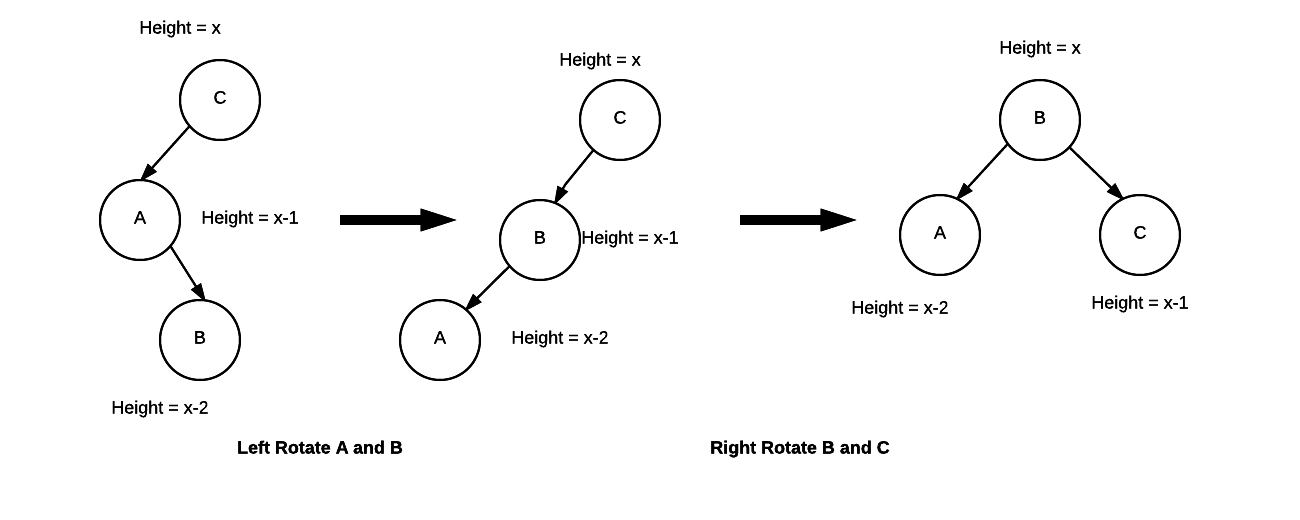 Height = x
C
A
Height = x-1
B
Height = x-2
Left Rotate A and B
Height = x
C
B
Height = x-1
A
Height = x-2
Right Rotate B and C
Height = x
B
A
C
Height = x-2
Height = x-1